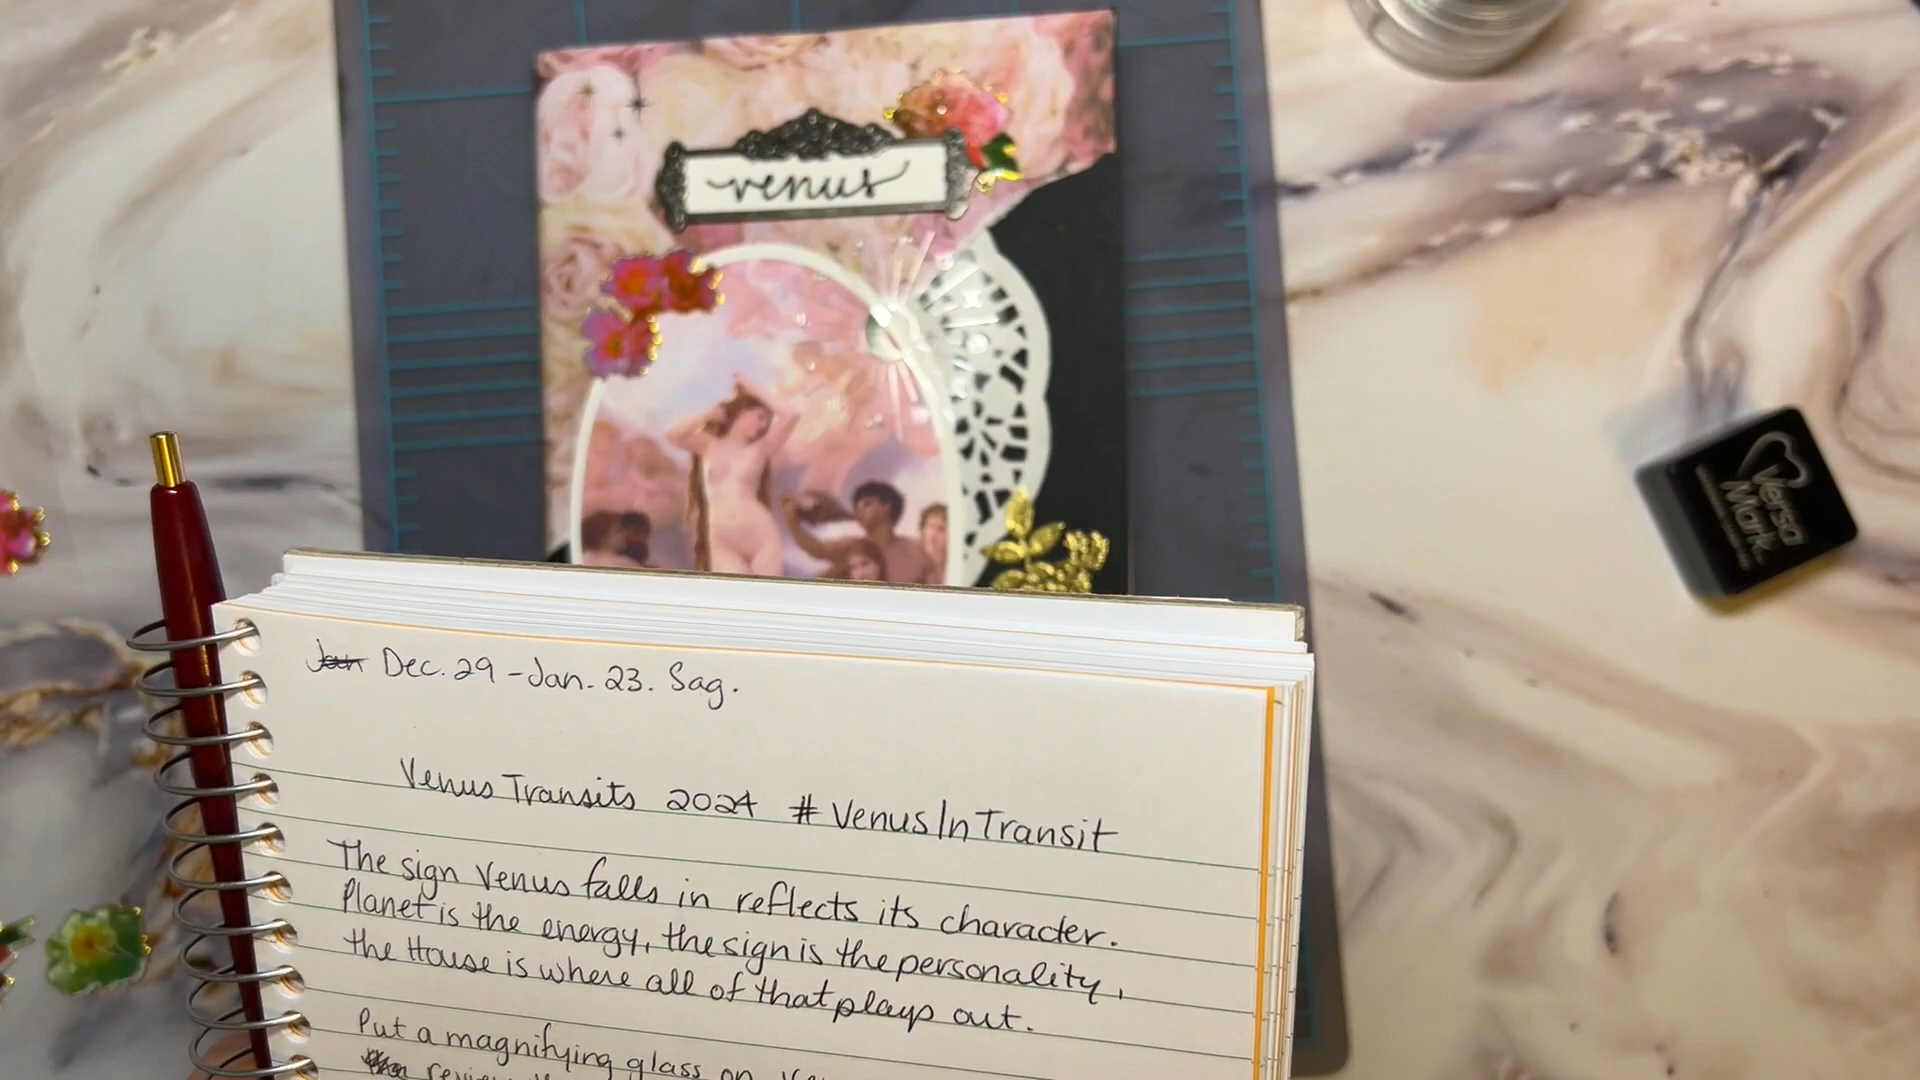 venus
Versa
Mark
Dec. 29 - Jan. 23. Sag.
Venus Transits 2024 #VenusInTransit
The sign Venus falls in reflects its character.
Planet is the energy, the sign is the personality,
the House is where all of that plays out.
Put a magnifying glass on